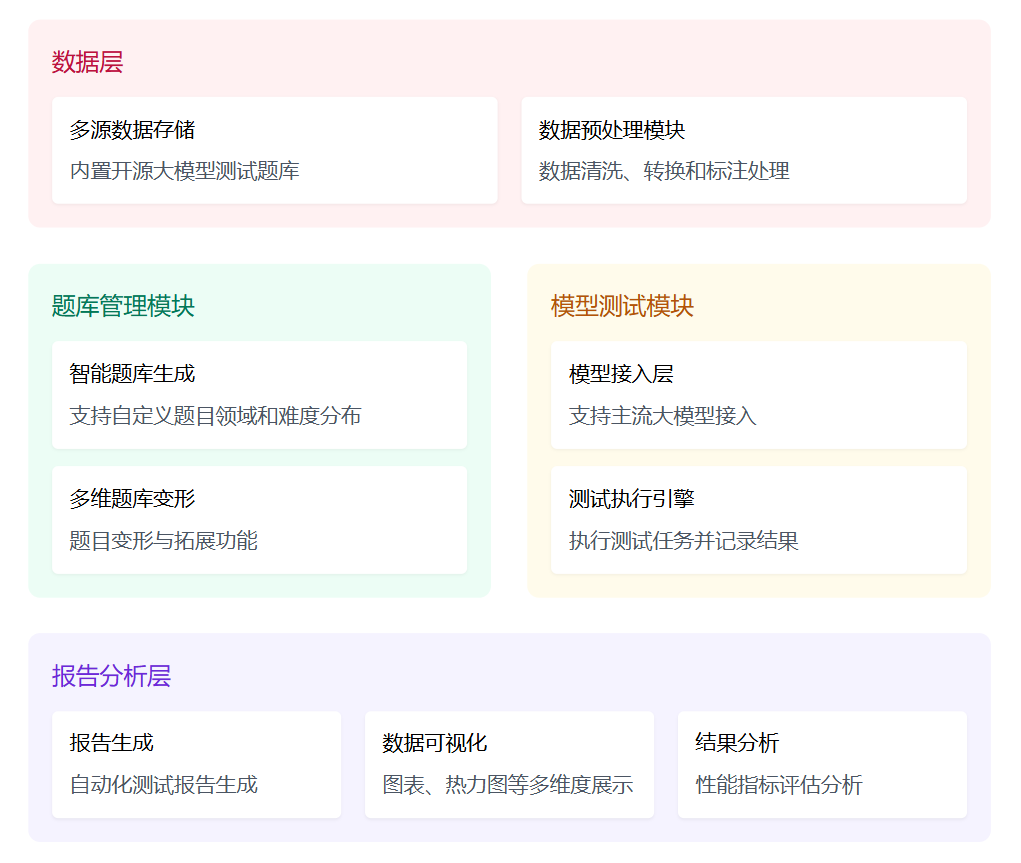 数据层
多源数据存储
内置开源大模型测试题库
数据预处理模块
数据清洗、转换和标注处理
题库管理模块
智能题库生成
支持自定义题目领域和难度分布
多维题库变形
题目变形与拓展功能
模型测试模块
模型接入层
支持主流大模型接入
测试执行引擎
执行测试任务并记录结果
报告分析层
报告生成
自动化测试报告生成
数据可视化
图表、热力图等多维度展示
结果分析
性能指标评估分析